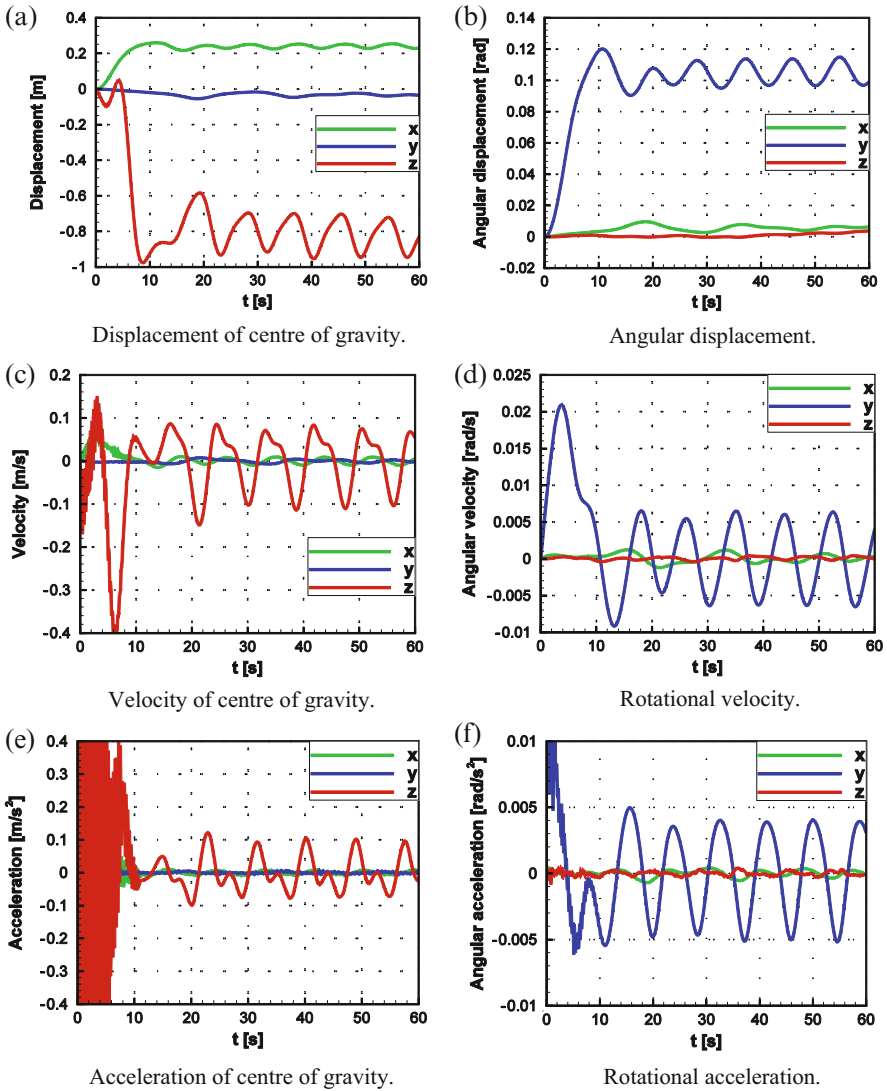 (a)
0.4
0.2
0
-0.2
-0.4
-0.6
-0.8
-1
Displacement [m]
x
y
z
0 10 20 30 40 50 60
t [s]
Displacement of centre of gravity.
(b)
0.14
0.12
0.10
0.08
0.06
0.04
0.02
0
-0.02
Angular displacement [rad]
x
y
z
0 10 20 30 40 50 60
t [s]
Angular displacement.
(c)
0.2
0.1
0
-0.1
-0.2
-0.3
-0.4
Velocity [m/s]
x
y
z
0 10 20 30 40 50 60
t [s]
Velocity of centre of gravity.
(d)
0.025
0.02
0.015
0.01
0.005
0
-0.005
-0.01
Angular velocity [rad/s]
x
y
z
0 10 20 30 40 50 60
t [s]
Rotational velocity.
(e)
0.4
0.3
0.2
0.1
0
-0.1
-0.2
-0.3
-0.4
Acceleration [m/s²]
x
y
z
0 10 20 30 40 50 60
t [s]
Acceleration of centre of gravity.
(f)
0.01
0.005
0
-0.005
-0.01
Angular acceleration [rad/s²]
x
y
z
0 10 20 30 40 50 60
t [s]
Rotational acceleration.